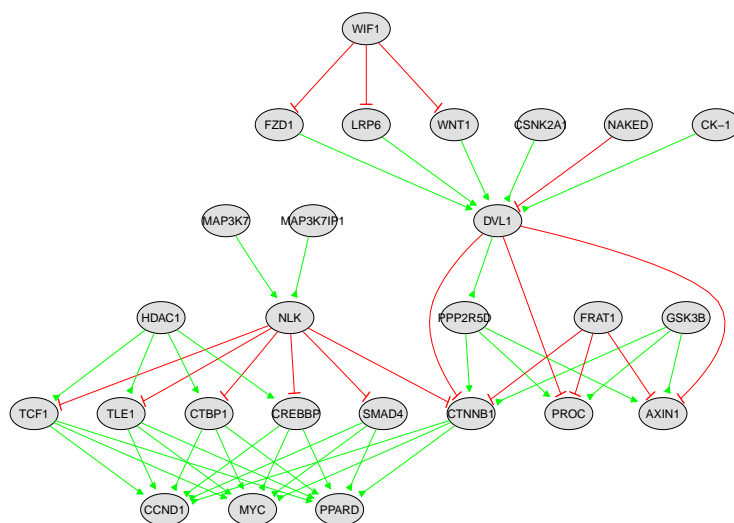 WIF1
FZD1 LRP6 WNT1 CSNK2A1 NAKED CK−1
MAP3K7 MAP3K7IP1 DVL1
HDAC1 NLK PPP2R5D FRAT1 GSK3B
TCF1 TLE1 CTBP1 CREBBP SMAD4 CTNNB1 PROC AXIN1
CCND1 MYC PPARD